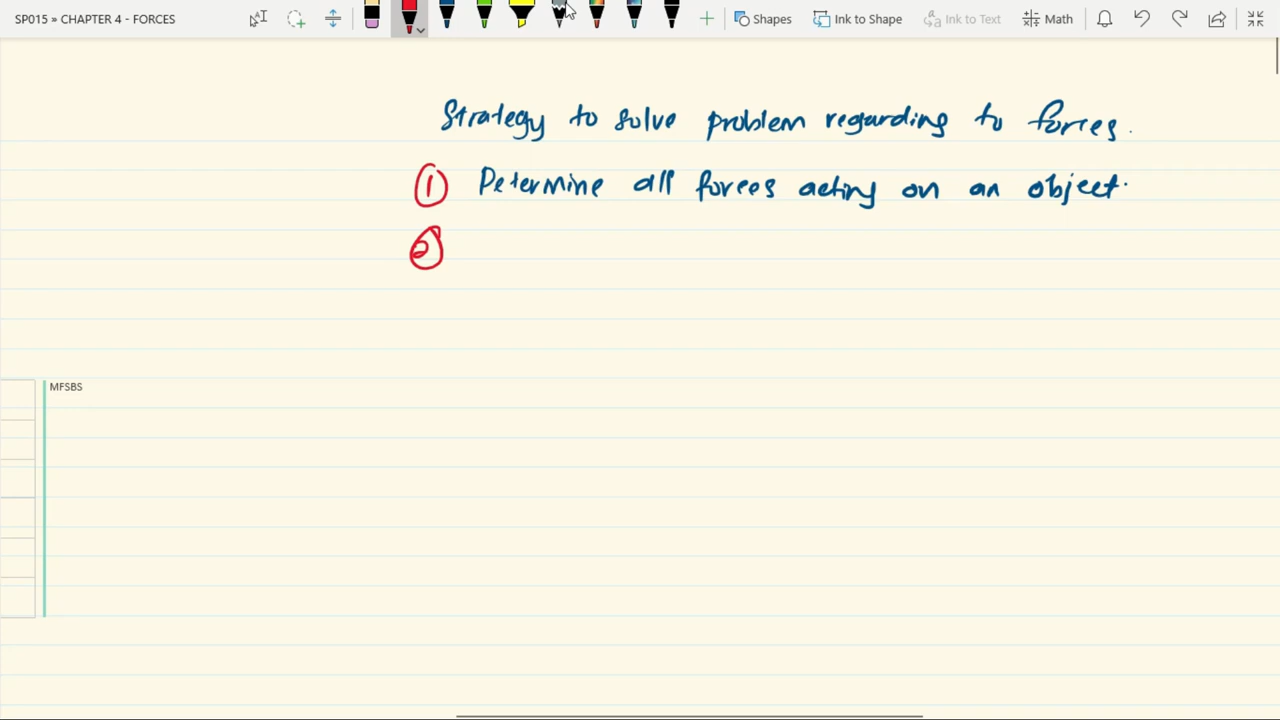 SP015 » CHAPTER 4 - FORCES
Shapes
Ink to Shape
Ink to Text
Math
Strategy to solve problem regarding to forces.
1 Determine all forces acting on an object.
2
MFSBS